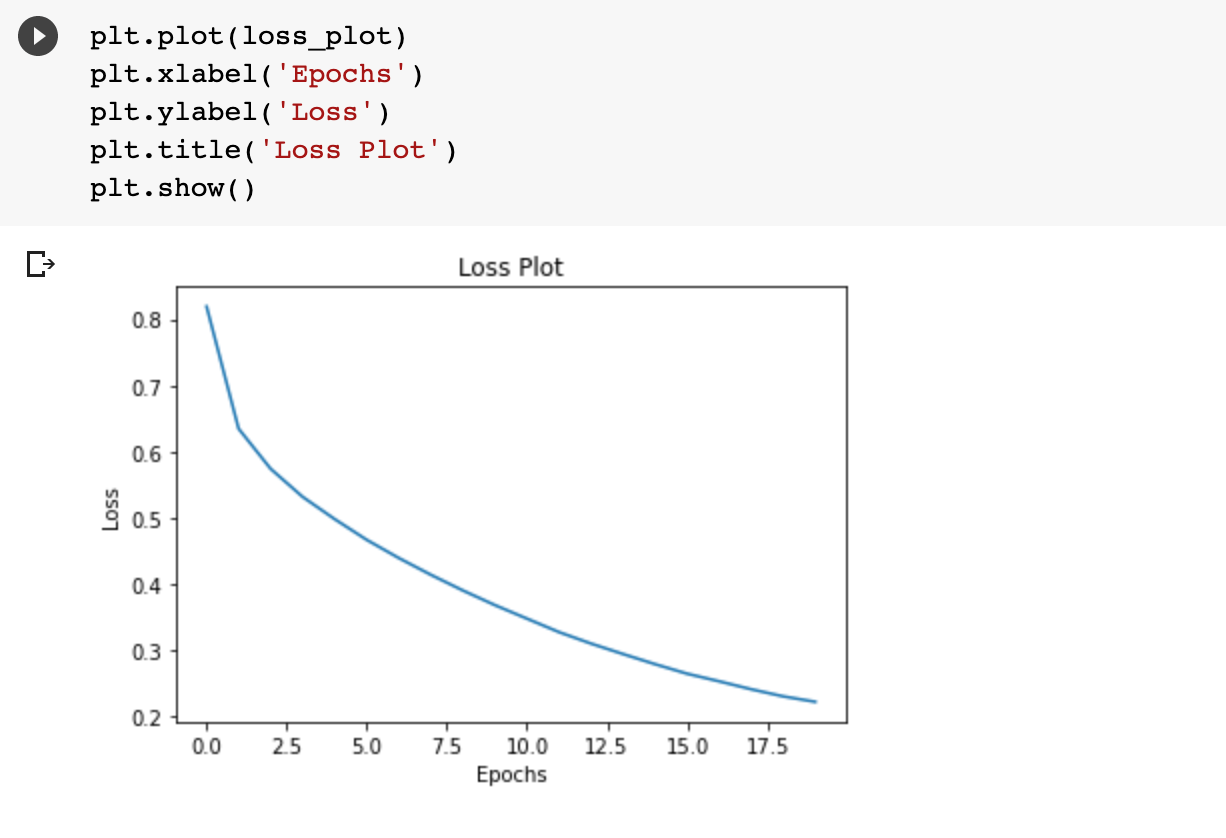 plt.plot(loss_plot)
plt.xlabel('Epochs')
plt.ylabel('Loss')
plt.title('Loss Plot')
plt.show()
Loss Plot
0.8
0.7
0.6
0.5
0.4
0.3
0.2
Loss
0.0 2.5 5.0 7.5 10.0 12.5 15.0 17.5
Epochs